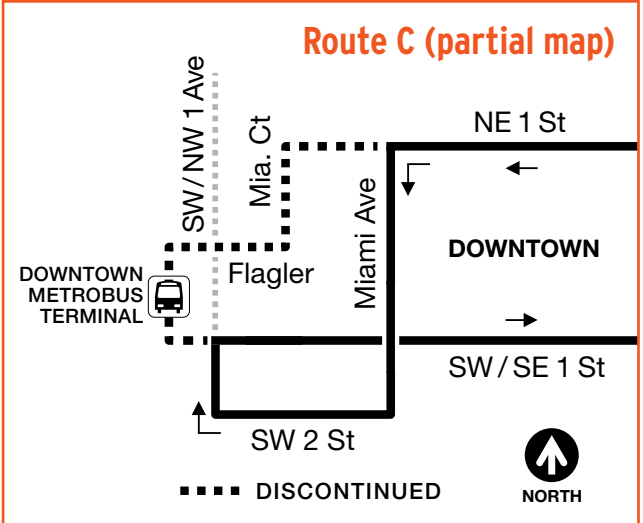 Route C (partial map)
SW/NW 1 Ave
Mia. Ct
NE 1 St
Miami Ave
DOWNTOWN
Flagler
DOWNTOWN
METROBUS
TERMINAL
SW/SE 1 St
SW 2 St
DISCONTINUED
NORTH